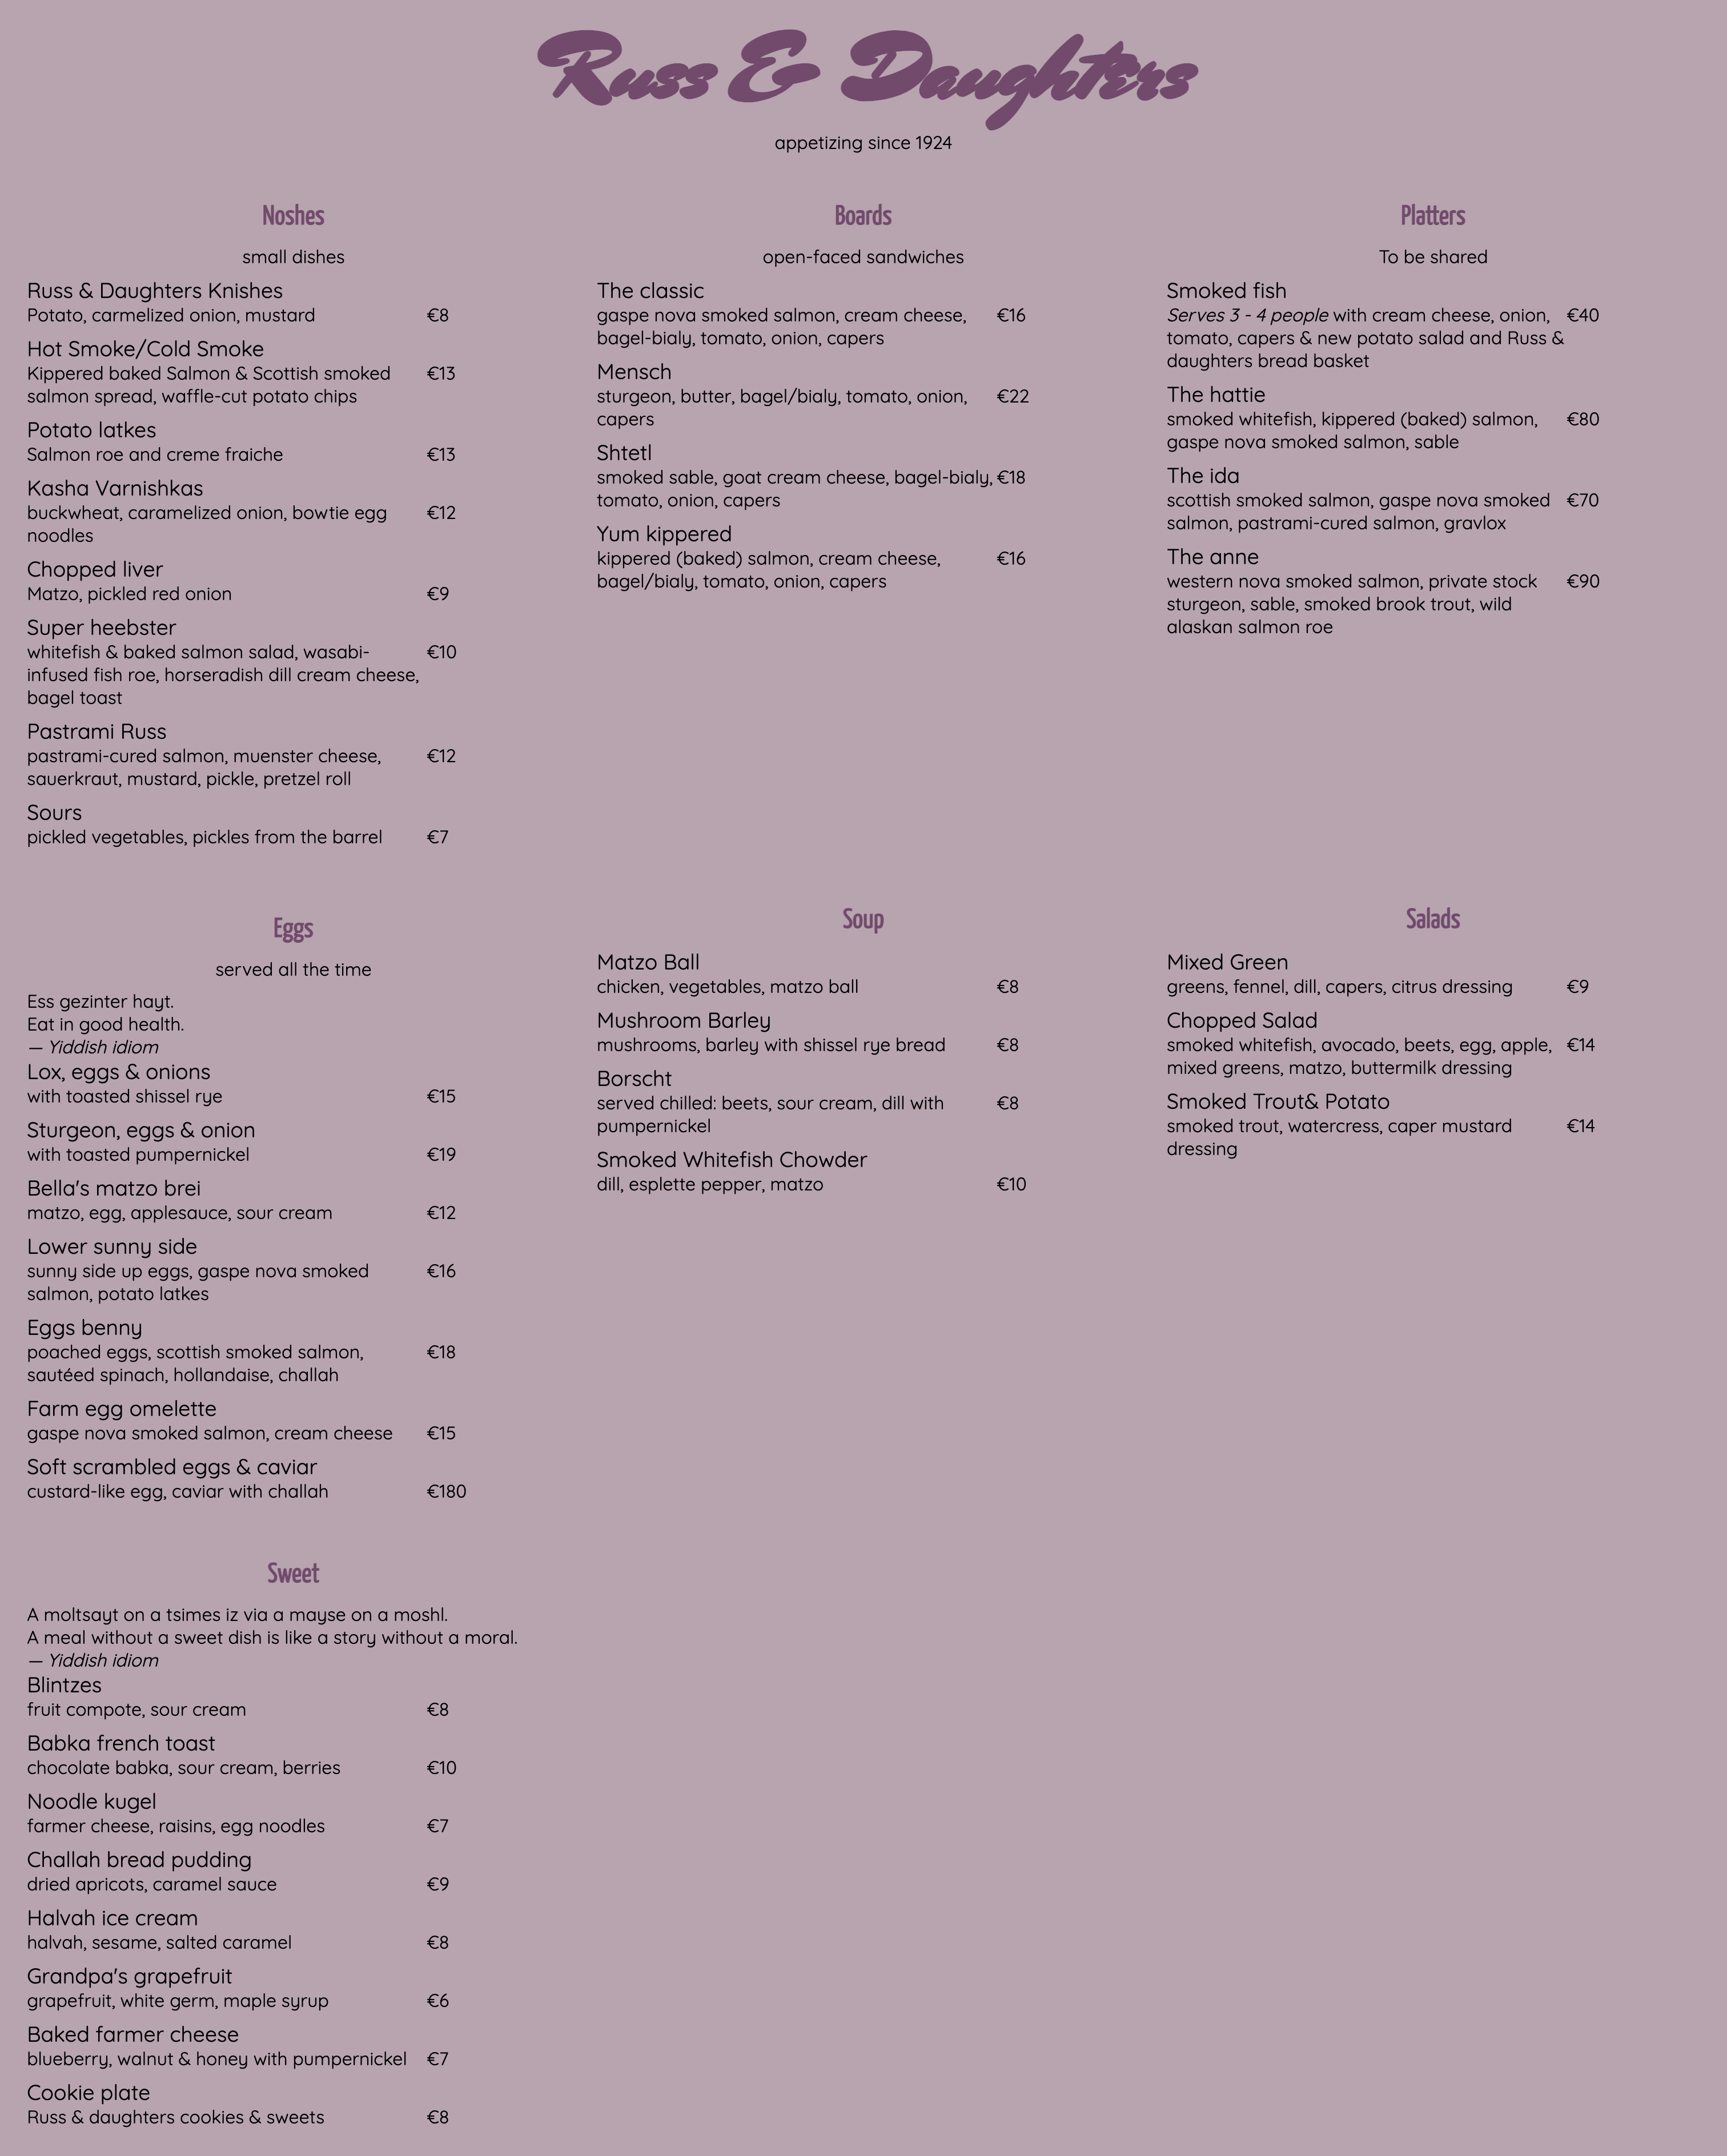 Russ & Daughters
appetizing since 1924
Noshes
small dishes
Russ & Daughters Knishes
Potato, carmelized onion, mustard €8
Hot Smoke/Cold Smoke
Kippered baked Salmon & Scottish smoked €13
salmon spread, waffle-cut potato chips
Potato latkes
Salmon roe and creme fraiche €13
Kasha Varnishkas
buckwheat, caramelized onion, bowtie egg €12
noodles
Chopped liver
Matzo, pickled red onion €9
Super heebster
whitefish & baked salmon salad, wasabi- €10
infused fish roe, horseradish dill cream cheese,
bagel toast
Pastrami Russ
pastrami-cured salmon, muenster cheese, €12
sauerkraut, mustard, pickle, pretzel roll
Sours
pickled vegetables, pickles from the barrel €7
Boards
open-faced sandwiches
The classic
gaspe nova smoked salmon, cream cheese, €16
bagel-bialy, tomato, onion, capers
Mensch
sturgeon, butter, bagel/bialy, tomato, onion, €22
capers
Shtetl
smoked sable, goat cream cheese, bagel-bialy, €18
tomato, onion, capers
Yum kippered
kippered (baked) salmon, cream cheese, €16
bagel/bialy, tomato, onion, capers
Platters
To be shared
Smoked fish
Serves 3 - 4 people with cream cheese, onion, €40
tomato, capers & new potato salad and Russ &
daughters bread basket
The hattie
smoked whitefish, kippered (baked) salmon, €80
gaspe nova smoked salmon, sable
The ida
scottish smoked salmon, gaspe nova smoked €70
salmon, pastrami-cured salmon, gravlox
The anne
western nova smoked salmon, private stock €90
sturgeon, sable, smoked brook trout, wild
alaskan salmon roe
Eggs
served all the time
Ess gezinter hayt.
Eat in good health.
— Yiddish idiom
Lox, eggs & onions
with toasted shissel rye €15
Sturgeon, eggs & onion
with toasted pumpernickel €19
Bella's matzo brei
matzo, egg, applesauce, sour cream €12
Lower sunny side
sunny side up eggs, gaspe nova smoked €16
salmon, potato latkes
Eggs benny
poached eggs, scottish smoked salmon, €18
sautéed spinach, hollandaise, challah
Farm egg omelette
gaspe nova smoked salmon, cream cheese €15
Soft scrambled eggs & caviar
custard-like egg, caviar with challah €180
Soup
Matzo Ball
chicken, vegetables, matzo ball €8
Mushroom Barley
mushrooms, barley with shissel rye bread €8
Borscht
served chilled: beets, sour cream, dill with €8
pumpernickel
Smoked Whitefish Chowder
dill, esplette pepper, matzo €10
Salads
Mixed Green
greens, fennel, dill, capers, citrus dressing €9
Chopped Salad
smoked whitefish, avocado, beets, egg, apple, €14
mixed greens, matzo, buttermilk dressing
Smoked Trout& Potato
smoked trout, watercress, caper mustard €14
dressing
Sweet
A moltsayt on a tsimes iz via a mayse on a moshl.
A meal without a sweet dish is like a story without a moral.
— Yiddish idiom
Blintzes
fruit compote, sour cream €8
Babka french toast
chocolate babka, sour cream, berries €10
Noodle kugel
farmer cheese, raisins, egg noodles €7
Challah bread pudding
dried apricots, caramel sauce €9
Halvah ice cream
halvah, sesame, salted caramel €8
Grandpa's grapefruit
grapefruit, white germ, maple syrup €6
Baked farmer cheese
blueberry, walnut & honey with pumpernickel €7
Cookie plate
Russ & daughters cookies & sweets €8